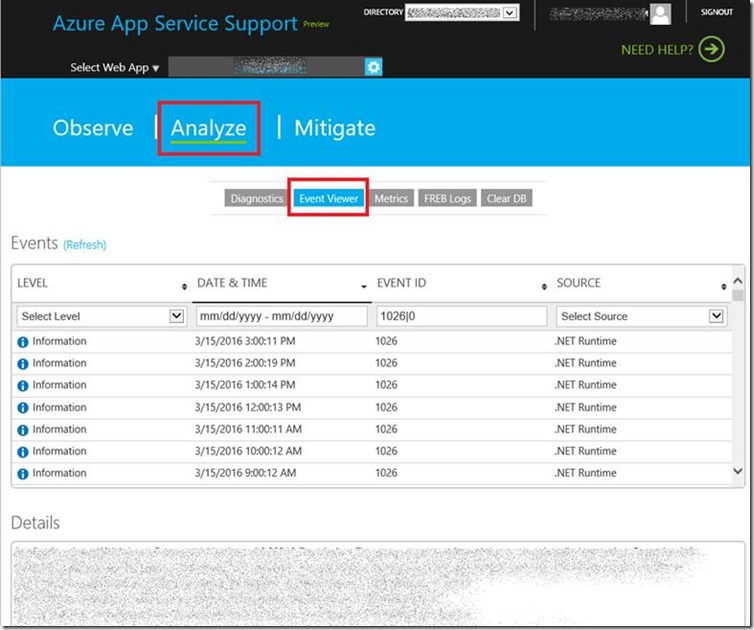 Azure App Service Support Preview
DIRECTORY
SIGNOUT
NEED HELP?
Select Web App
Observe | Analyze | Mitigate
Diagnostics Event Viewer Metrics FREB Logs Clear DB
Events (Refresh)
LEVEL DATE & TIME EVENT ID SOURCE
Select Level mm/dd/yyyy - mm/dd/yyyy 1026|0 Select Source
Information 3/15/2016 3:00:11 PM 1026 .NET Runtime
Information 3/15/2016 2:00:19 PM 1026 .NET Runtime
Information 3/15/2016 1:00:14 PM 1026 .NET Runtime
Information 3/15/2016 12:00:13 PM 1026 .NET Runtime
Information 3/15/2016 11:00:11 AM 1026 .NET Runtime
Information 3/15/2016 10:00:12 AM 1026 .NET Runtime
Information 3/15/2016 9:00:12 AM 1026 .NET Runtime
Details